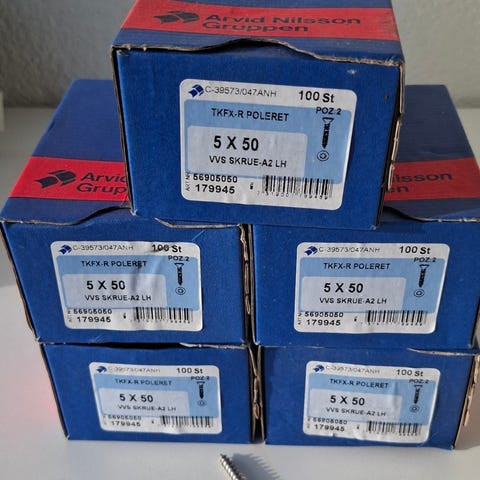 Arvid Nilsson
Gruppen
C-39573/047ANH 100 St
TKFX-R POLERET POZ.2
5 X 50
VVS SKRUE-A2 LH
56905050
179945
Arvid
Gruppen
Nilsson
C-39573/047ANH 100 St
TKFX-R POLERET POZ.2
5 X 50
VVS SKRUE-A2 LH
56905050
179945
C-39573/047ANH 100 St
TKFX-R POLERET POZ.2
5 X 50
VVS SKRUE-A2 LH
56905050
179945
C-39573/047ANH 100 St
TKFX-R POLERET POZ.2
5 X 50
VVS SKRUE-A2 LH
56905050
179945
C-39573/047ANH 100 St
TKFX-R POLERET POZ.2
5 X 50
VVS SKRUE-A2 LH
56905050
179945